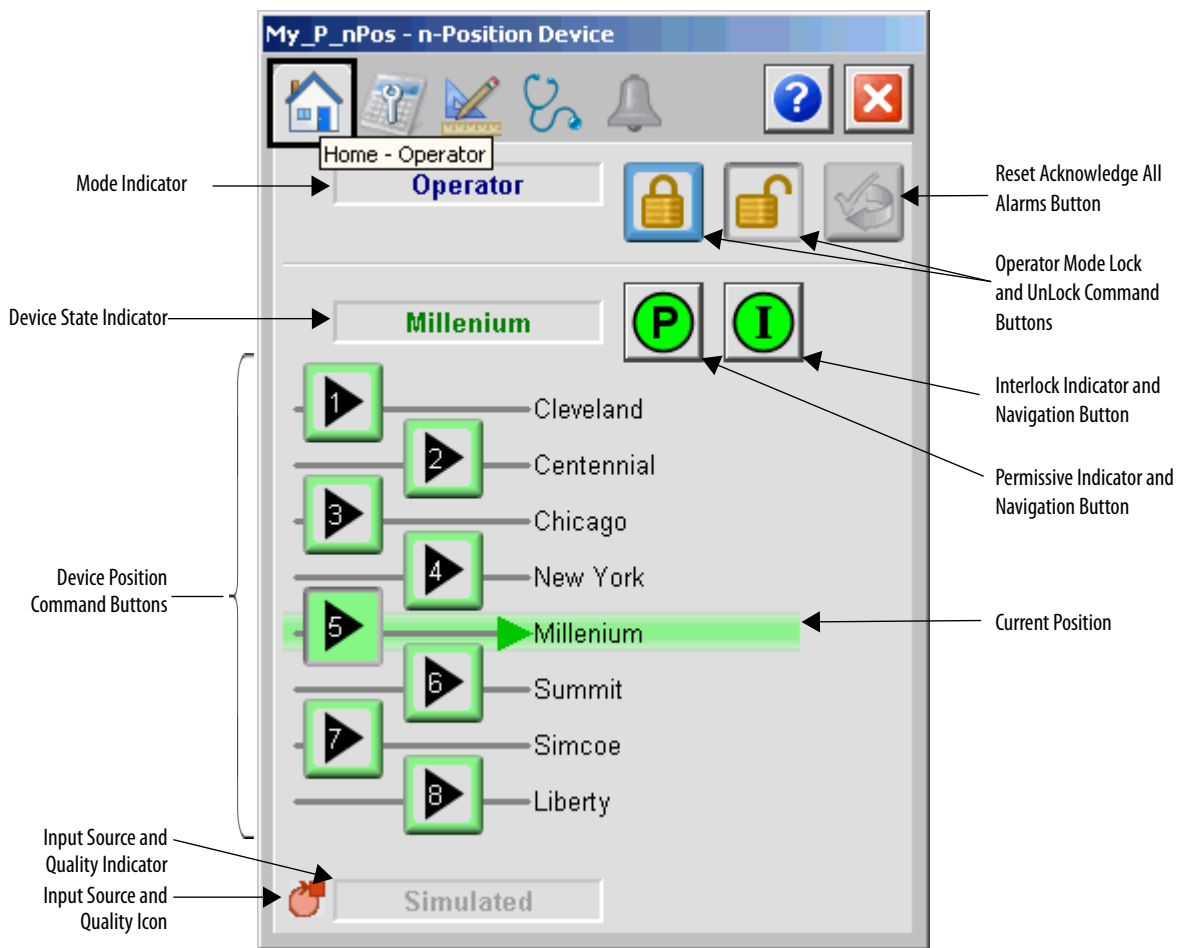 My_P_nPos - n-Position Device
?
Home - Operator
Mode Indicator
Operator
Reset Acknowledge All
Alarms Button
Operator Mode Lock
and UnLock Command
Buttons
Device State Indicator
Millenium
P
I
Interlock Indicator and
Navigation Button
Permissive Indicator and
Navigation Button
Device Position
Command Buttons
1
Cleveland
2
Centennial
3
Chicago
4
New York
5
Millenium
Current Position
6
Summit
7
Simcoe
8
Liberty
Input Source and
Quality Indicator
Input Source and
Quality Icon
Simulated